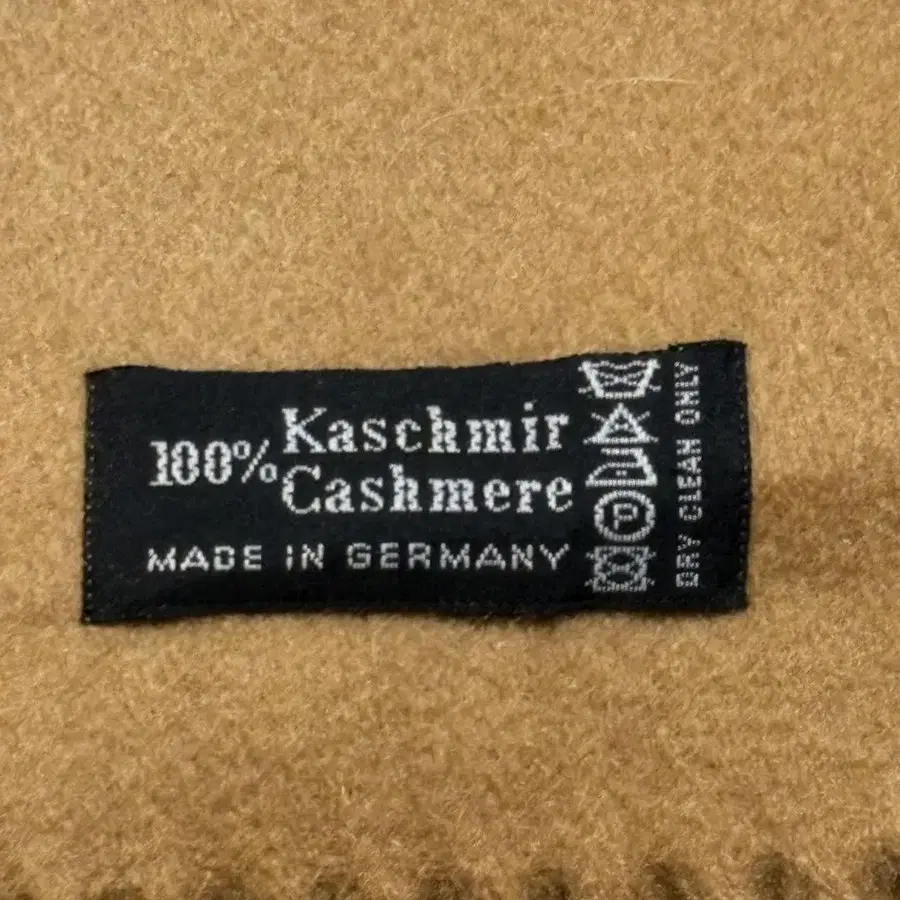 100% Kaschmir
Cashmere
MADE IN GERMANY
P
DRY CLEAN ONLY